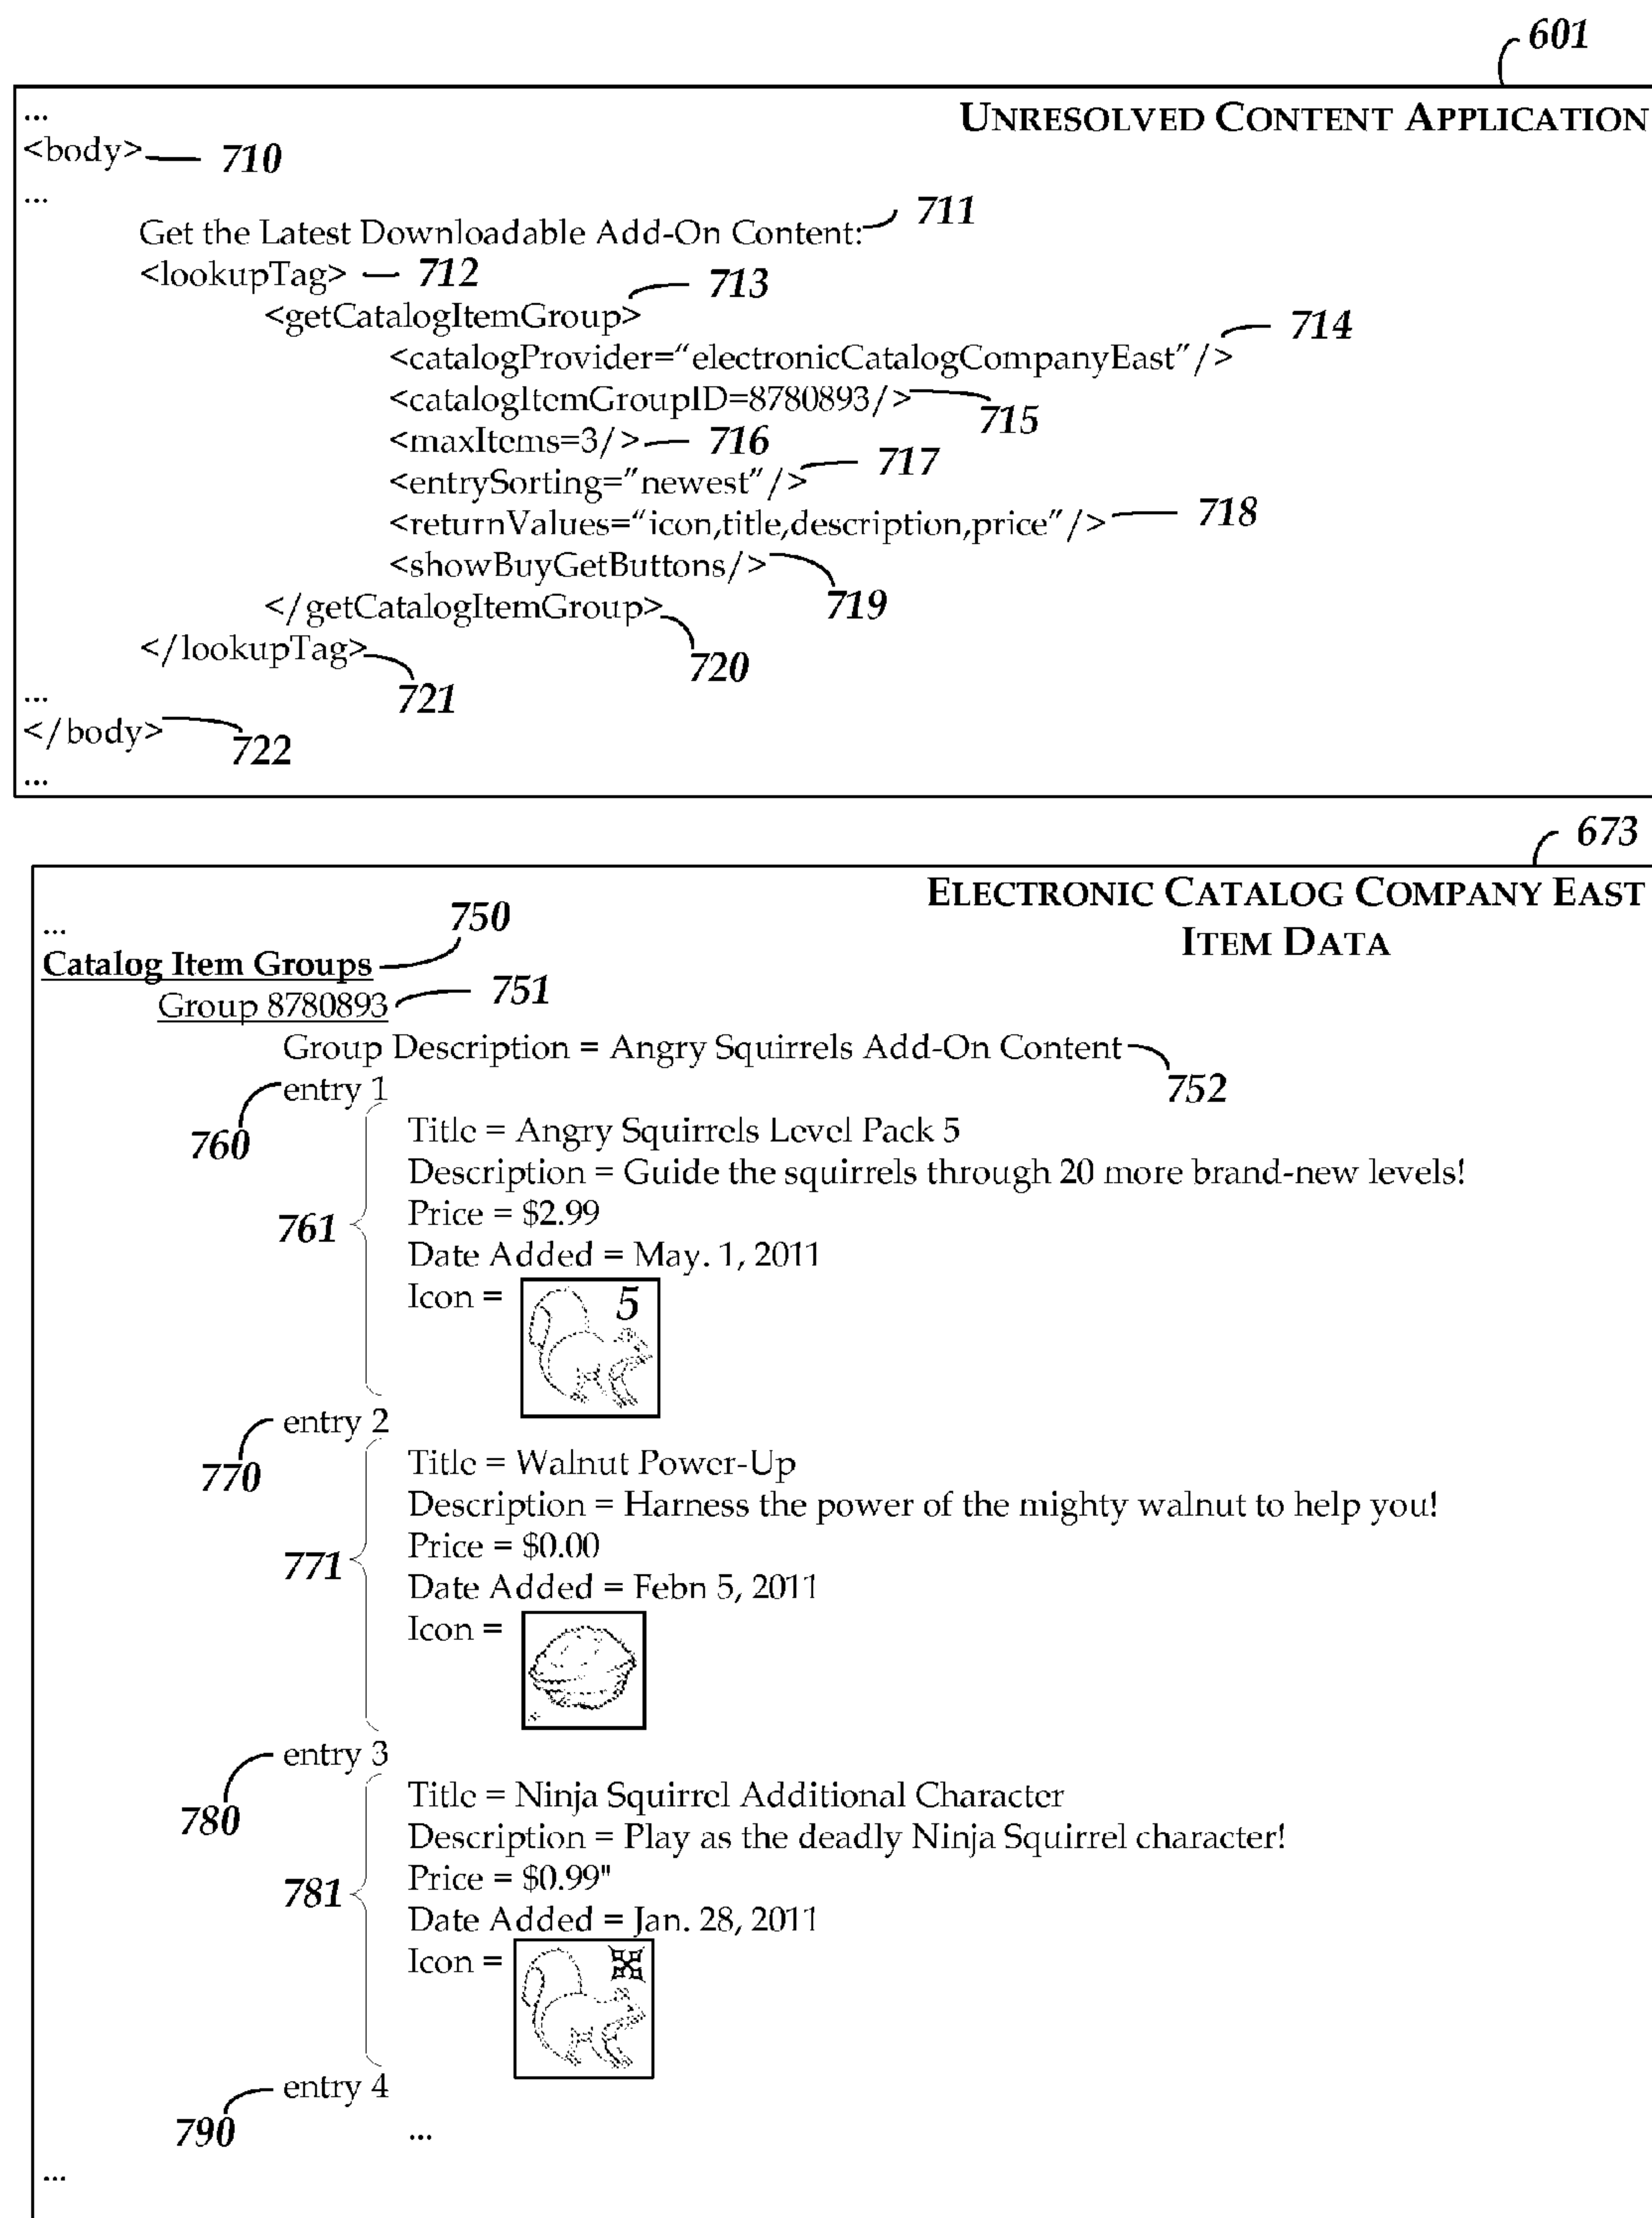 601
UNRESOLVED CONTENT APPLICATION
...
<body> 710
...
Get the Latest Downloadable Add-On Content: 711
<lookupTag> 712
<getCatalogItemGroup> 713
<catalogProvider=“electronicCatalogCompanyEast”/> 714
<catalogItemGroupID=8780893/> 715
<maxItems=3/> 716
<entrySorting=”newest”/> 717
<returnValues=“icon,title,description,price”/> 718
<showBuyGetButtons/> 719
</getCatalogItemGroup> 720
</lookupTag> 721
...
</body> 722
...
673
ELECTRONIC CATALOG COMPANY EAST
ITEM DATA
...
Catalog Item Groups 750
Group 8780893 751
Group Description = Angry Squirrels Add-On Content 752
760 entry 1
761
Title = Angry Squirrels Level Pack 5
Description = Guide the squirrels through 20 more brand-new levels!
Price = $2.99
Date Added = May. 1, 2011
Icon =
5
770 entry 2
771
Title = Walnut Power-Up
Description = Harness the power of the mighty walnut to help you!
Price = $0.00
Date Added = Febn 5, 2011
Icon =
780 entry 3
781
Title = Ninja Squirrel Additional Character
Description = Play as the deadly Ninja Squirrel character!
Price = $0.99"
Date Added = Jan. 28, 2011
Icon =
790 entry 4
...
...